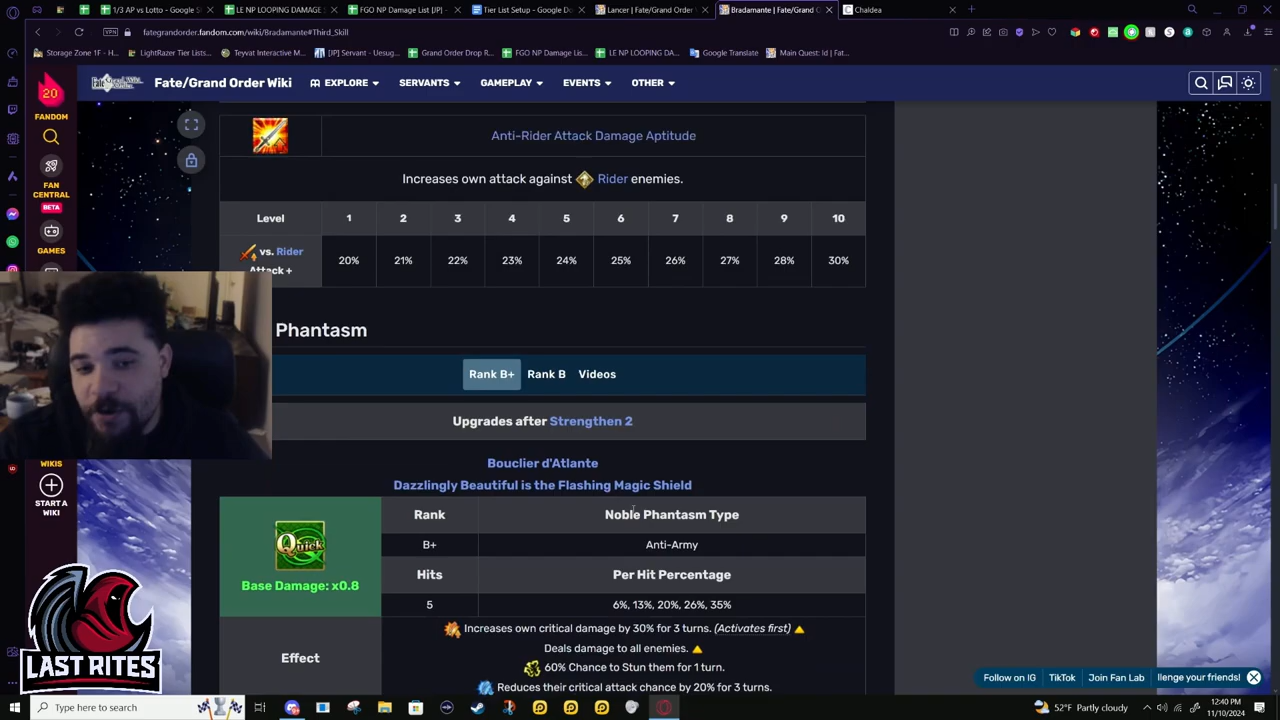 1/3 AP vs Lotto - Google S
LE NP LOOPING DAMAGE
FGO NP Damage List [JP] -
Tier List Setup - Google Do
Lancer | Fate/Grand Order
Bradamante | Fate/Grand O
Chaldea
VPN
fategrandorder.fandom.com/wiki/Bradamante#Third_Skill
Storage Zone 1F - H...
LightRazer Tier Lists...
Teyvat Interactive M...
[JP] Servant - Uesug...
Grand Order Drop R...
FGO NP Damage Lis...
LE NP LOOPING DA...
Google Translate
Main Quest: Id | Fat...
20
FANDOM
Fate/Grand Order Wiki
EXPLORE
SERVANTS
GAMEPLAY
EVENTS
OTHER
FAN
CENTRAL
BETA
GAMES
WIKIS
START A
WIKI
Anti-Rider Attack Damage Aptitude
Increases own attack against Rider enemies.
Level 1 2 3 4 5 6 7 8 9 10
vs. Rider
Attack +
20% 21% 22% 23% 24% 25% 26% 27% 28% 30%
Phantasm
Rank B+ Rank B Videos
Upgrades after Strengthen 2
Bouclier d'Atlante
Dazzlingly Beautiful is the Flashing Magic Shield
Quick
Base Damage: x0.8
Rank Noble Phantasm Type
B+ Anti-Army
Hits Per Hit Percentage
5 6%, 13%, 20%, 26%, 35%
Effect
Increases own critical damage by 30% for 3 turns. (Activates first)
Deals damage to all enemies.
60% Chance to Stun them for 1 turn.
Reduces their critical attack chance by 20% for 3 turns.
LAST RITES
Follow on IG
TikTok
Join Fan Lab
llenge your friends!
Type here to search
52°F Partly cloudy
12:40 PM
11/10/2024